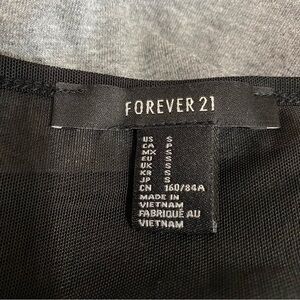 FOREVER 21
US S
CA P
MX S
EU S
UK S
KR S
JP S
CN 160/84A
MADE IN
VIETNAM
FABRIQUÉ AU
VIETNAM